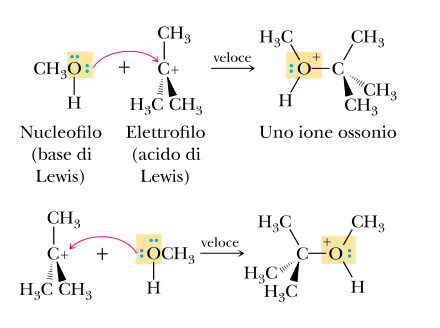 CH₃ H₃C CH₃
CH₃O: + C+ veloce :O⁺—C
H H₃C CH₃ H CH₃ CH₃
Nucleofilo Elettrofilo Uno ione ossonio
(base di (acido di
Lewis) Lewis)
CH₃ H₃C CH₃
C+ + :OCH₃ veloce C—O⁺:
H₃C CH₃ H H₃C H₃C H